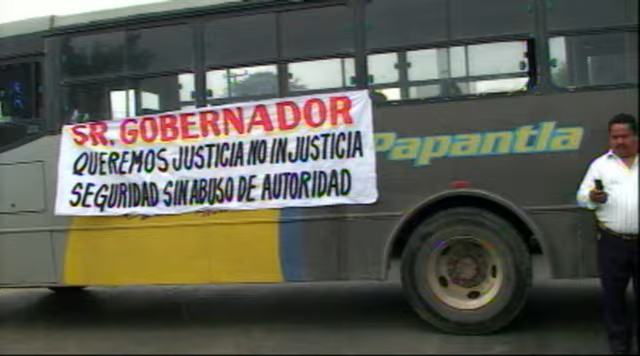 SR. GOBERNADOR
QUEREMOS JUSTICIA NO INJUSTICIA
SEGURIDAD SIN ABUSO DE AUTORIDAD
Papantla